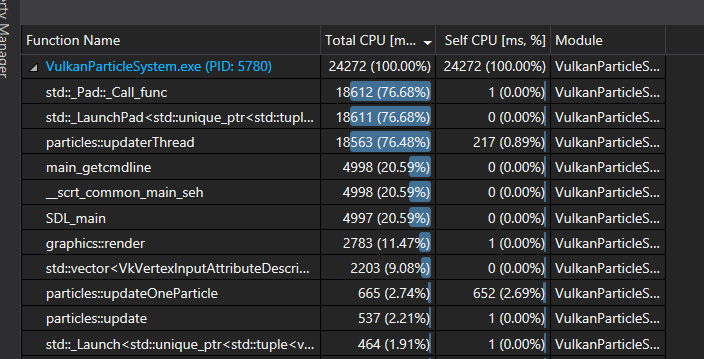 erty Manager
Function Name Total CPU [m... Self CPU [ms, %] Module
VulkanParticleSystem.exe (PID: 5780) 24272 (100.00%) 24272 (100.00%) VulkanParticleS...
std::_Pad::_Call_func 18612 (76.68%) 1 (0.00%) VulkanParticleS...
std::_LaunchPad<std::unique_ptr<std::tupl... 18611 (76.68%) 0 (0.00%) VulkanParticleS...
particles::updaterThread 18563 (76.48%) 217 (0.89%) VulkanParticleS...
main_getcmdline 4998 (20.59%) 0 (0.00%) VulkanParticleS...
__scrt_common_main_seh 4998 (20.59%) 0 (0.00%) VulkanParticleS...
SDL_main 4997 (20.59%) 0 (0.00%) VulkanParticleS...
graphics::render 2783 (11.47%) 1 (0.00%) VulkanParticleS...
std::vector<VkVertexInputAttributeDescri... 2203 (9.08%) 0 (0.00%) VulkanParticleS...
particles::updateOneParticle 665 (2.74%) 652 (2.69%) VulkanParticleS...
particles::update 537 (2.21%) 1 (0.00%) VulkanParticleS...
std::_Launch<std::unique_ptr<std::tuple<v... 464 (1.91%) 1 (0.00%) VulkanParticleS...